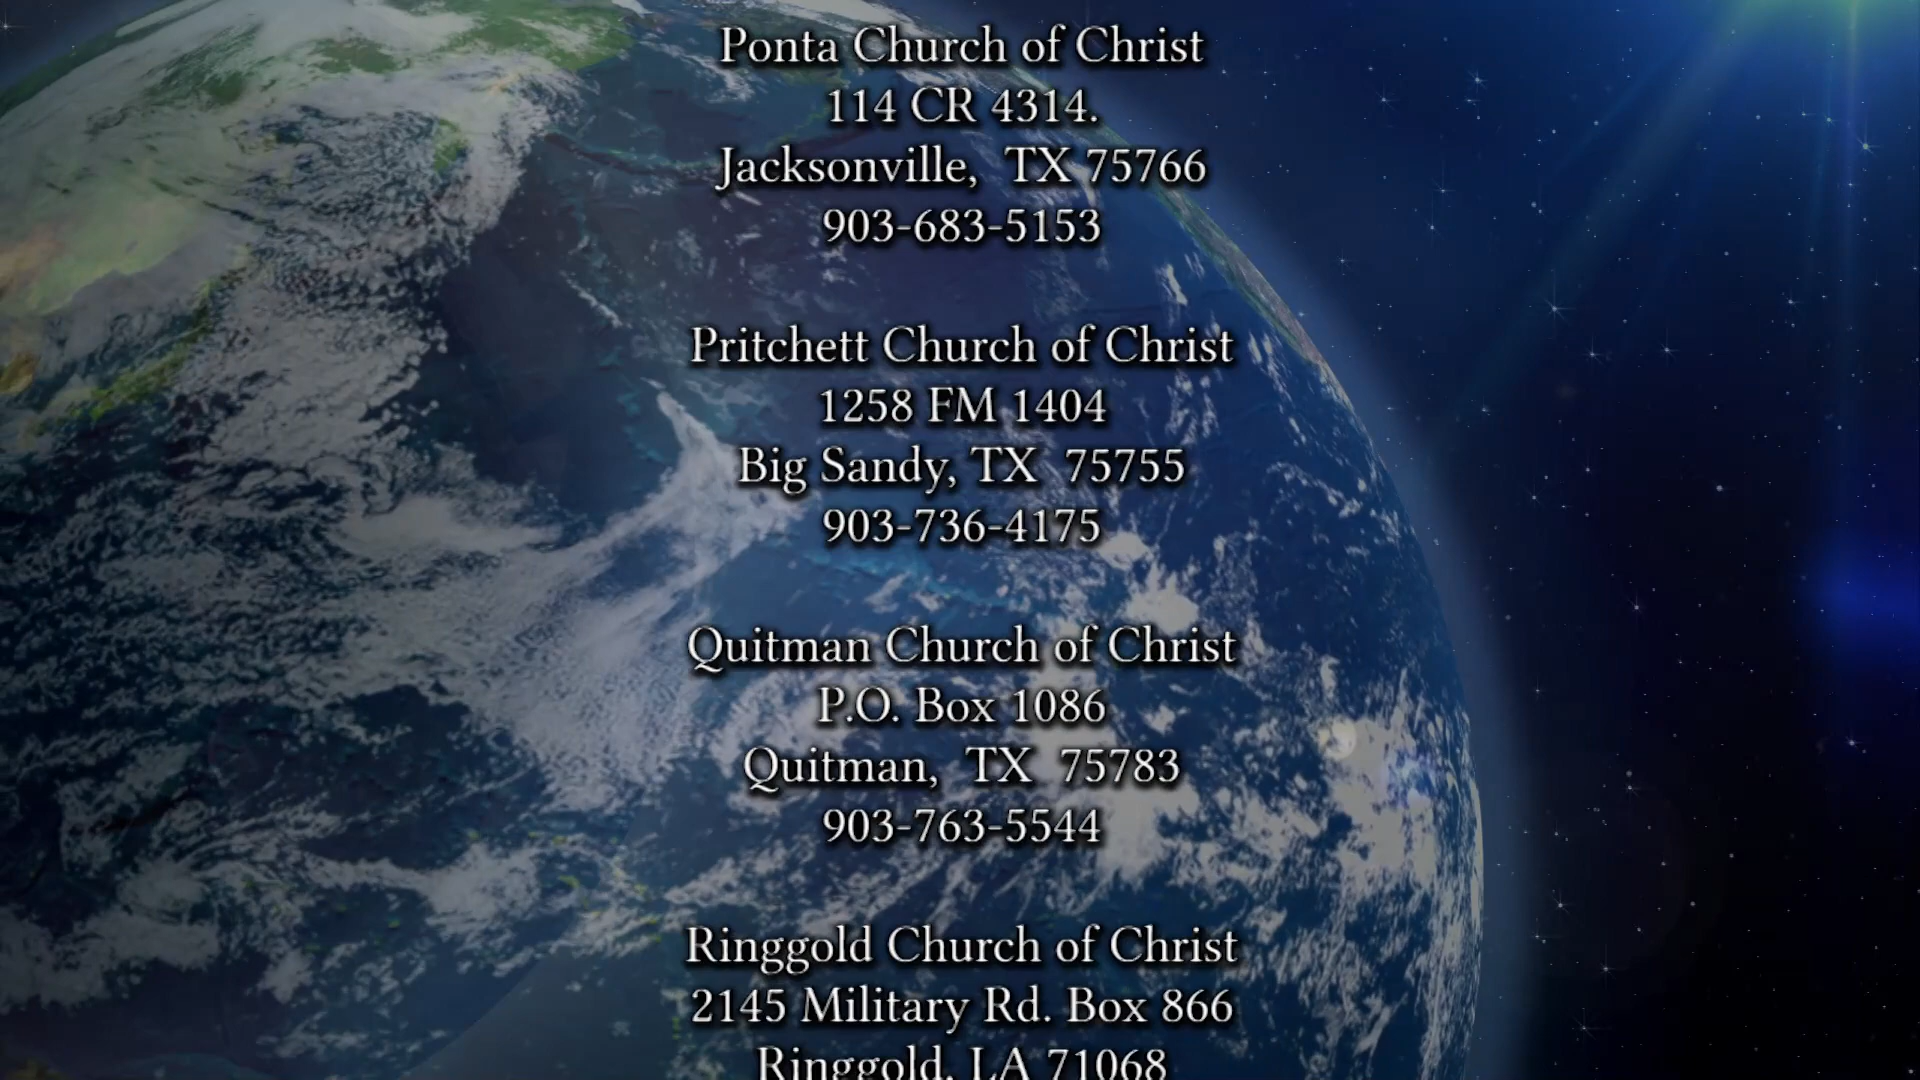 Ponta Church of Christ
114 CR 4314.
Jacksonville, TX 75766
903-683-5153
Pritchett Church of Christ
1258 FM 1404
Big Sandy, TX 75755
903-736-4175
Quitman Church of Christ
P.O. Box 1086
Quitman, TX 75783
903-763-5544
Ringgold Church of Christ
2145 Military Rd. Box 866
Ringgold, LA 71068